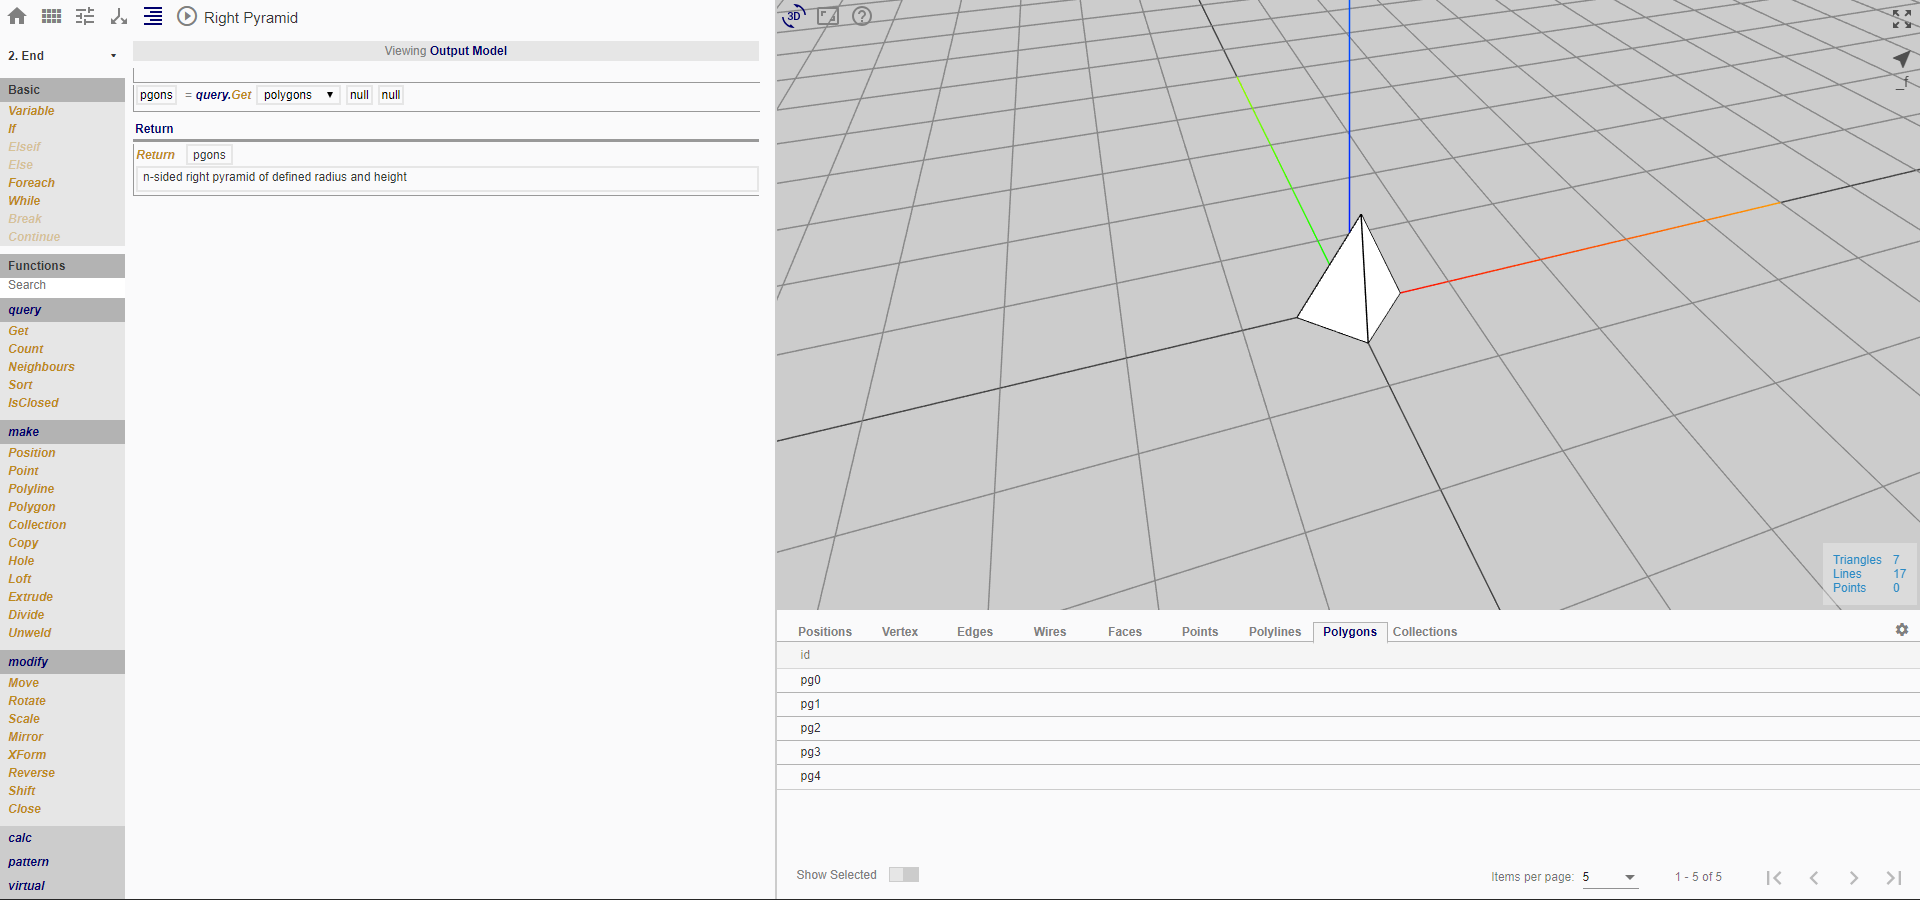 Right Pyramid
2. End
Viewing Output Model
Basic
Variable
If
Elseif
Else
Foreach
While
Break
Continue
Functions
Search
query
Get
Count
Neighbours
Sort
IsClosed
make
Position
Point
Polyline
Polygon
Collection
Copy
Hole
Loft
Extrude
Divide
Unweld
modify
Move
Rotate
Scale
Mirror
XForm
Reverse
Shift
Close
calc
pattern
virtual
pgons = query.Get polygons null null
Return
Return pgons
n-sided right pyramid of defined radius and height
3D
?
_f
Triangles 7
Lines 17
Points 0
Positions Vertex Edges Wires Faces Points Polylines Polygons Collections
id
pg0
pg1
pg2
pg3
pg4
Show Selected
Items per page: 5 1 - 5 of 5